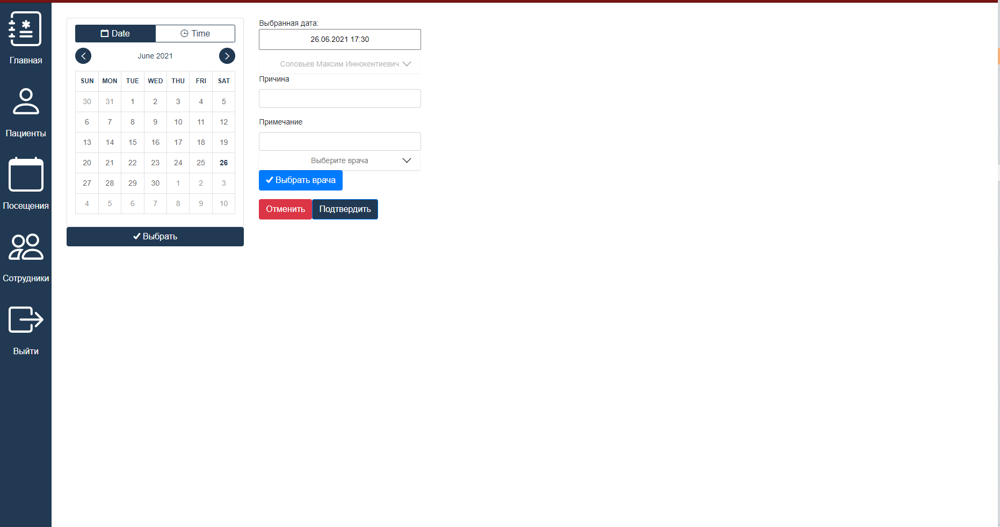 Главная
Пациенты
Посещения
Сотрудники
Выйти
Date Time
June 2021
SUN MON TUE WED THU FRI SAT
30 31 1 2 3 4 5
6 7 8 9 10 11 12
13 14 15 16 17 18 19
20 21 22 23 24 25 26
27 28 29 30 1 2 3
4 5 6 7 8 9 10
Выбрать
Выбранная дата:
26.06.2021 17:30
Соловьев Максим Иннокентиевич
Причина
Примечание
Выберите врача
Выбрать врача
Отменить Подтвердить